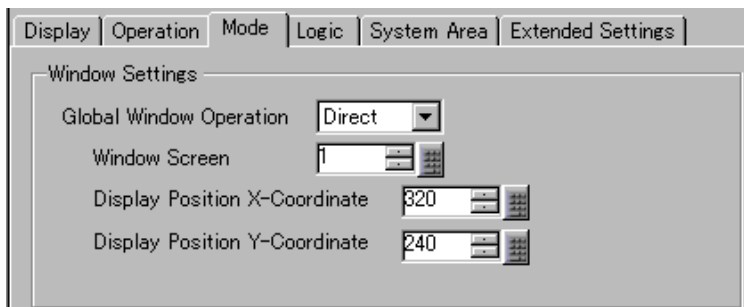 Display Operation Mode Logic System Area Extended Settings
Window Settings
Global Window Operation Direct
Window Screen 1
Display Position X-Coordinate 320
Display Position Y-Coordinate 240